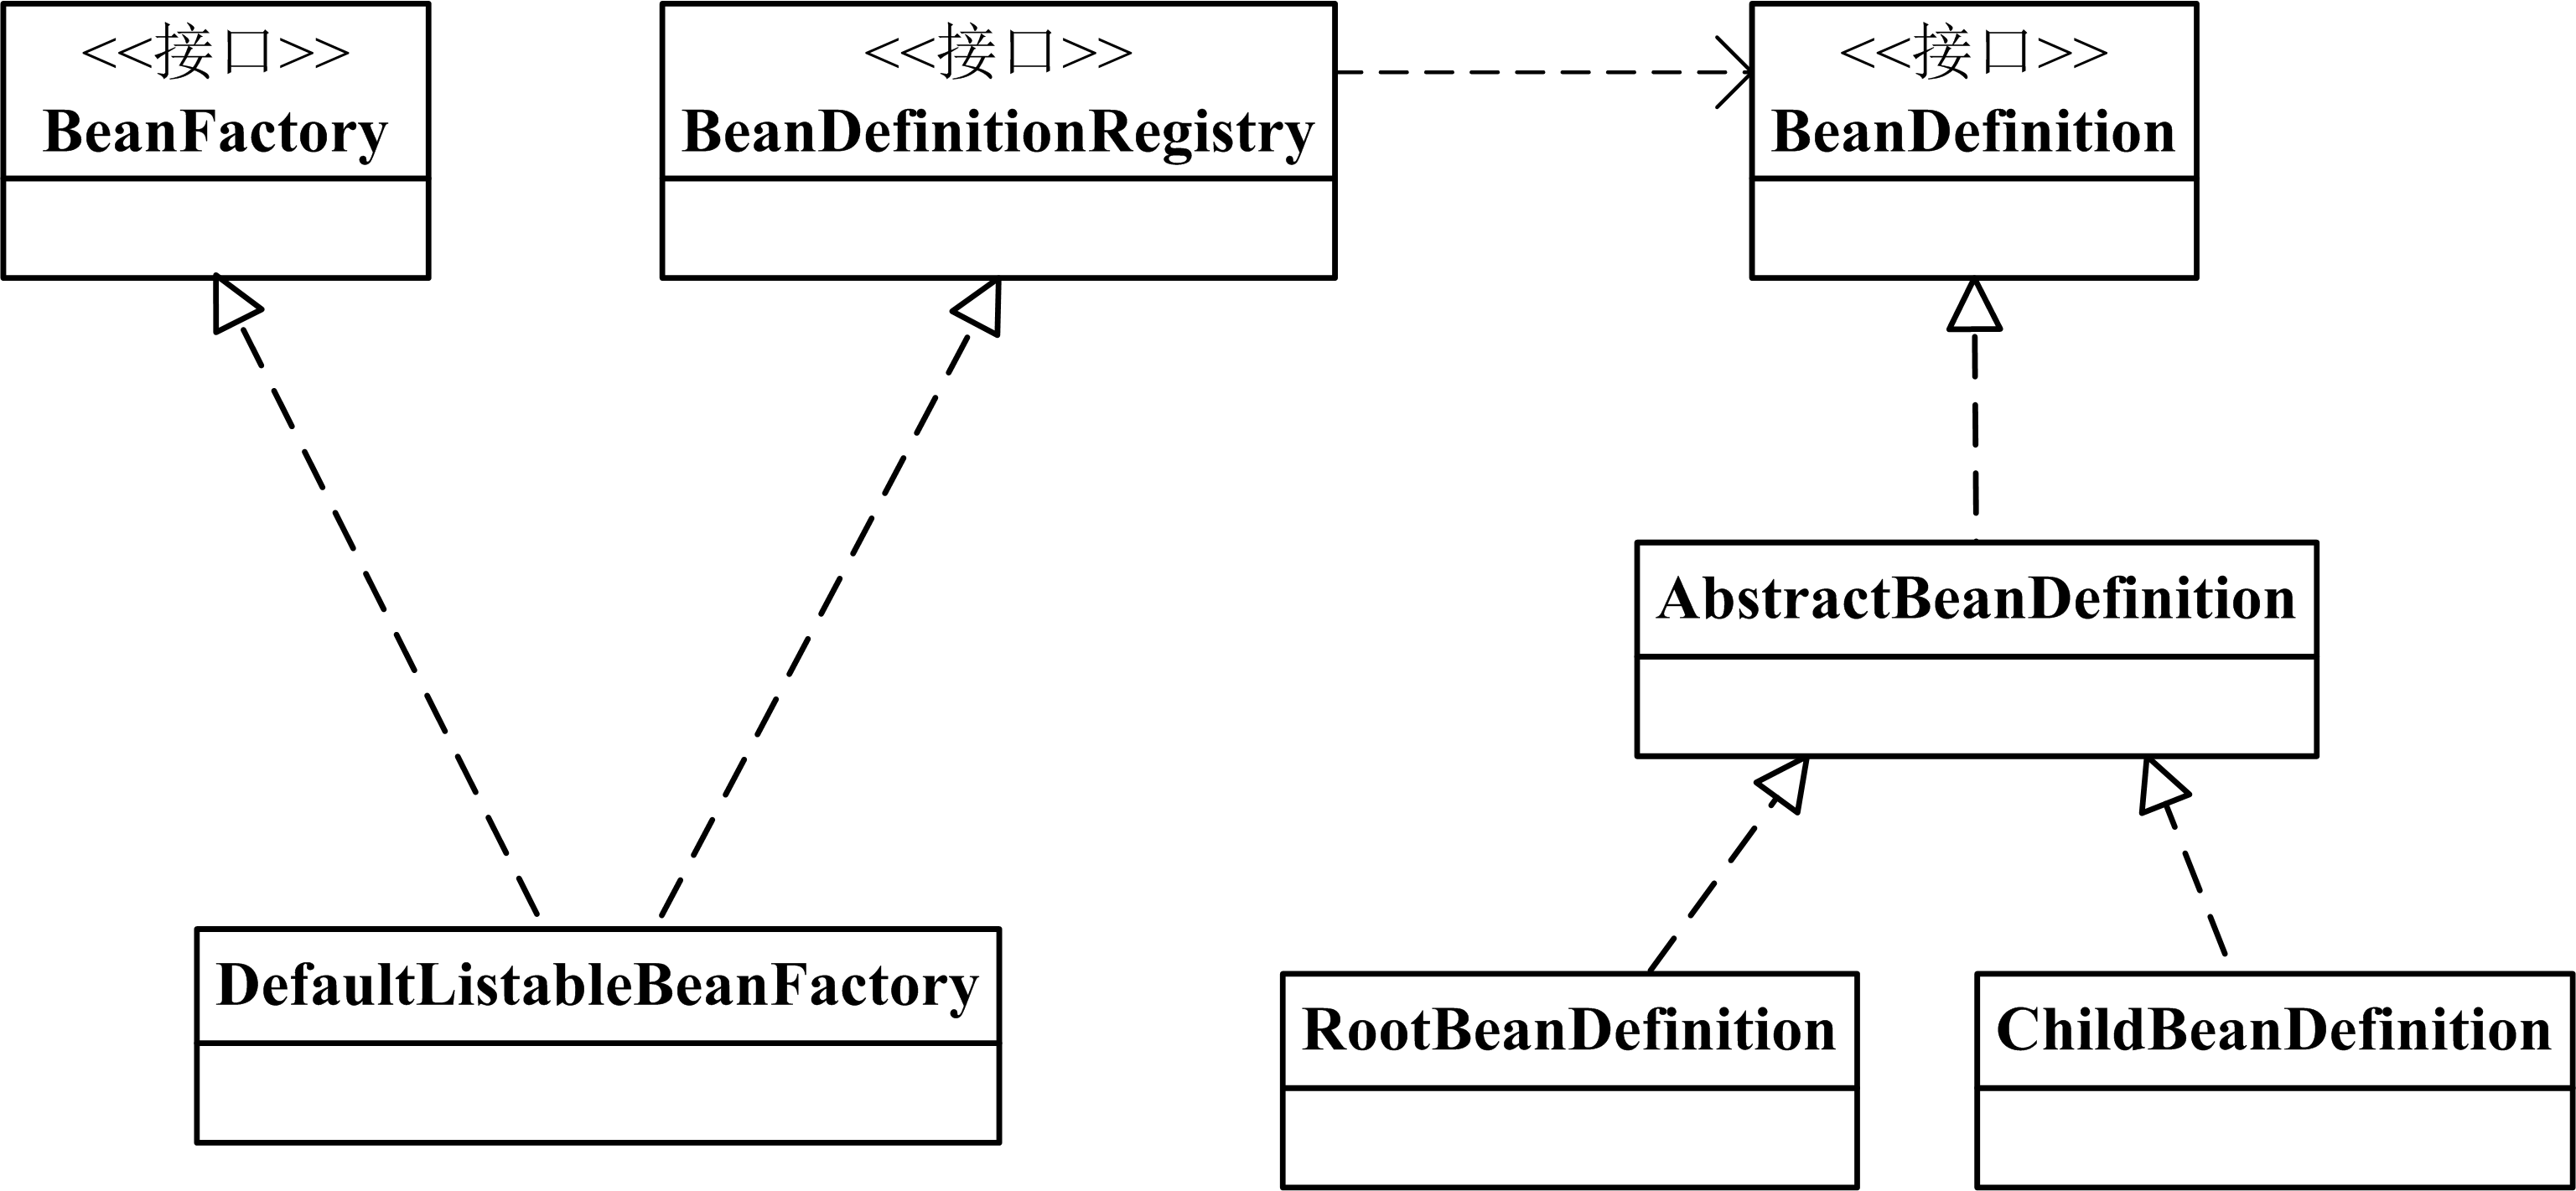 <<接口>>
BeanFactory
<<接口>>
BeanDefinitionRegistry
<<接口>>
BeanDefinition
AbstractBeanDefinition
DefaultListableBeanFactory
RootBeanDefinition
ChildBeanDefinition